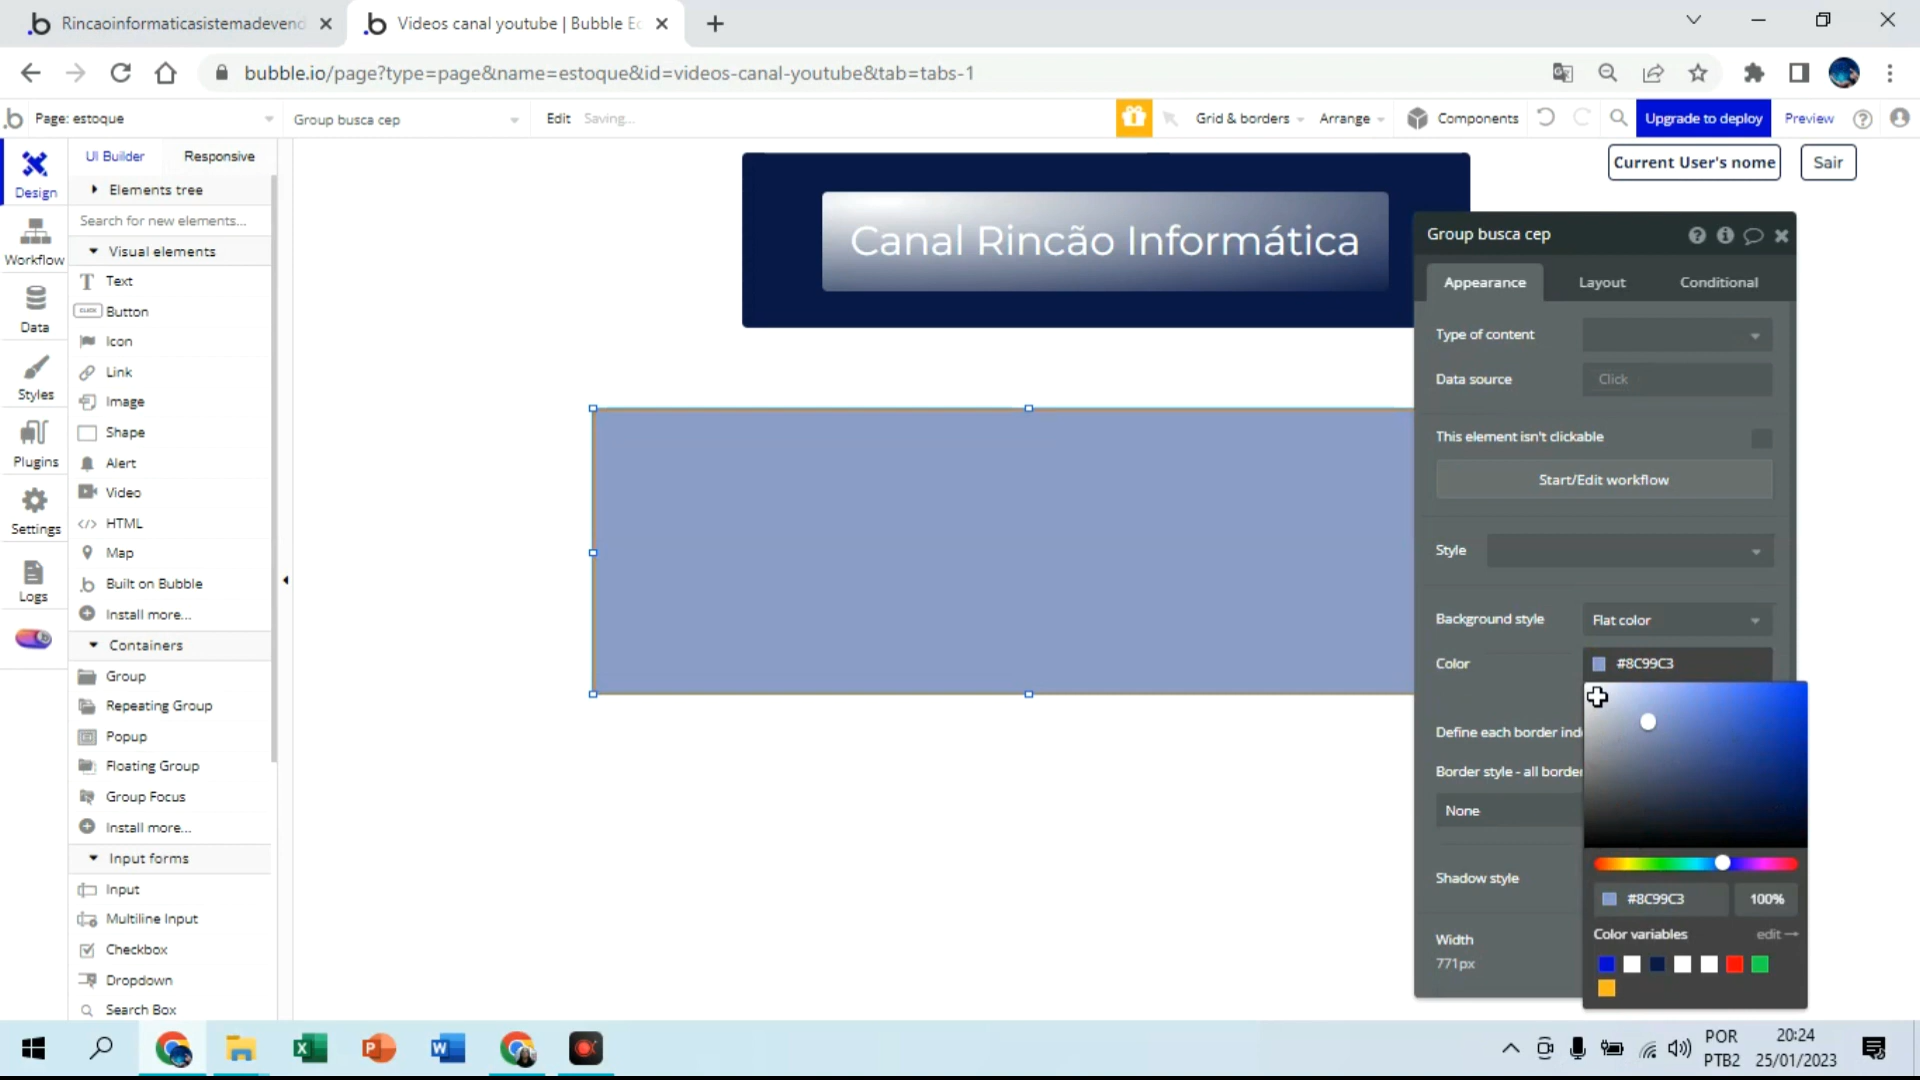 Rincaoinformaticasistemadevend
Videos canal youtube | Bubble Ec
bubble.io/page?type=page&name=estoque&id=videos-canal-youtube&tab=tabs-1
Page: estoque
Group busca cep
Edit
Saving...
Grid & borders
Arrange
Components
Upgrade to deploy
Preview
UI Builder
Responsive
Design
Elements tree
Search for new elements...
Visual elements
Workflow
Text
Button
Data
Icon
Link
Styles
Image
Shape
Plugins
Alert
Video
Settings
HTML
Map
Logs
Built on Bubble
Install more...
Containers
Group
Repeating Group
Popup
Floating Group
Group Focus
Install more...
Input forms
Input
Multiline Input
Checkbox
Dropdown
Search Box
Canal Rincão Informática
Current User's nome
Sair
Group busca cep
Appearance
Layout
Conditional
Type of content
Data source
Click
This element isn't clickable
Start/Edit workflow
Style
Background style
Flat color
Color
#8C99C3
Define each border inde
Border style - all border
None
Shadow style
Width
771px
#8C99C3
100%
Color variables
edit
POR
PTB2
20:24
25/01/2023